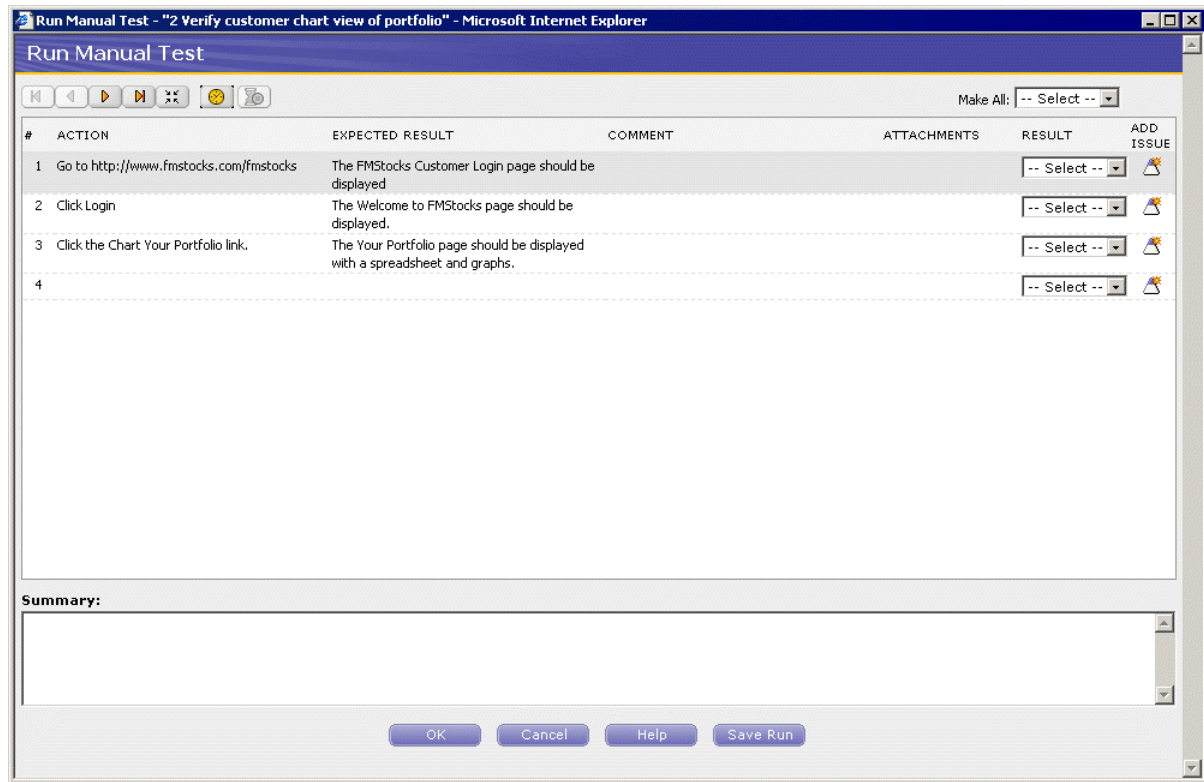 Run Manual Test - "2 Verify customer chart view of portfolio" - Microsoft Internet Explorer
Run Manual Test
Make All: -- Select --
# ACTION EXPECTED RESULT COMMENT ATTACHMENTS RESULT ADD ISSUE
1 Go to http://www.fmstocks.com/fmstocks The FMStocks Customer Login page should be -- Select --
displayed
2 Click Login The Welcome to FMStocks page should be -- Select --
displayed.
3 Click the Chart Your Portfolio link. The Your Portfolio page should be displayed -- Select --
with a spreadsheet and graphs.
4 -- Select --
Summary:
OK Cancel Help Save Run